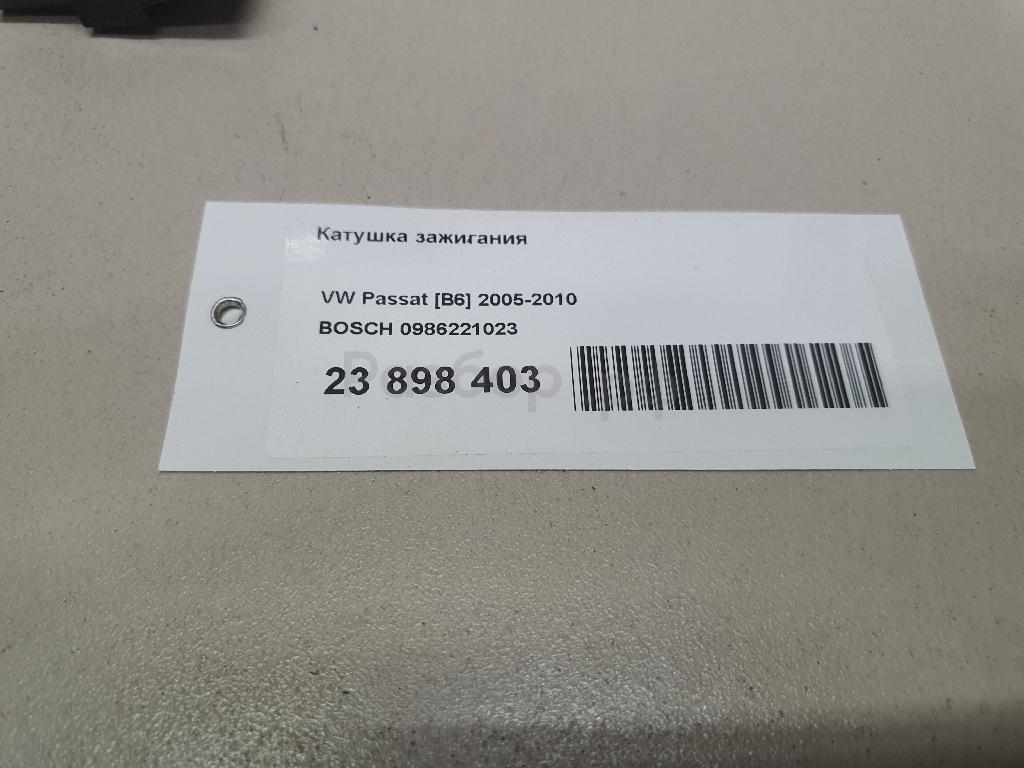 Катушка зажигания
VW Passat [B6] 2005-2010
BOSCH 0986221023
23 898 403